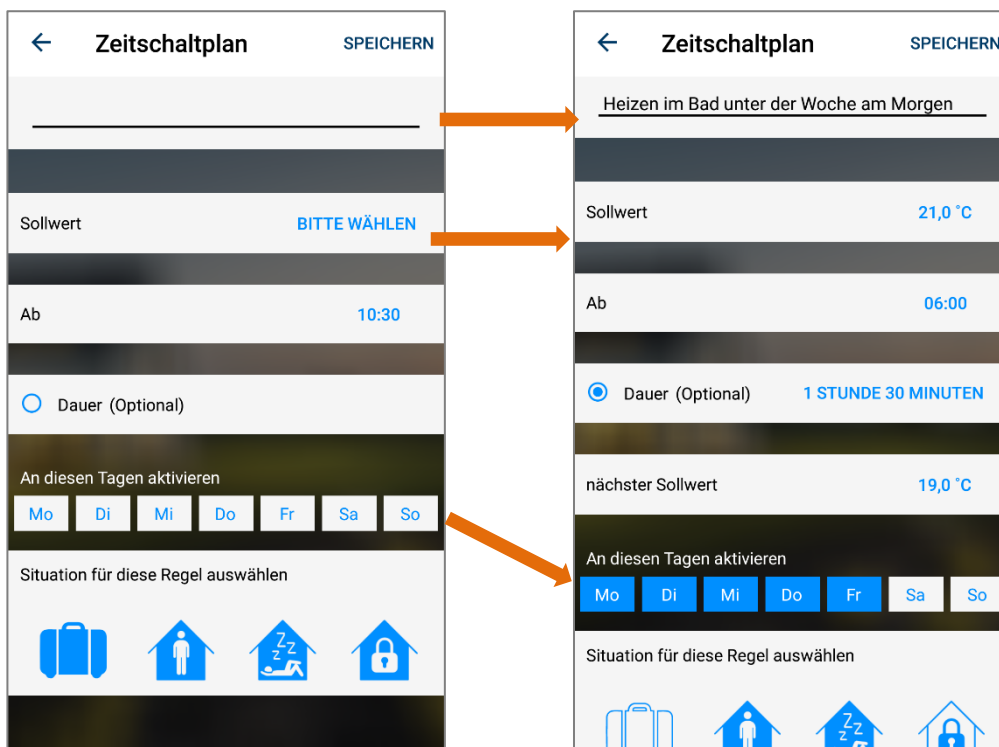 Zeitschaltplan SPEICHERN
Sollwert BITTE WÄHLEN
Ab 10:30
Dauer (Optional)
An diesen Tagen aktivieren
Mo Di Mi Do Fr Sa So
Situation für diese Regel auswählen
Z Z Z
Zeitschaltplan SPEICHERN
Heizen im Bad unter der Woche am Morgen
Sollwert 21,0 °C
Ab 06:00
Dauer (Optional) 1 STUNDE 30 MINUTEN
nächster Sollwert 19,0 °C
An diesen Tagen aktivieren
Mo Di Mi Do Fr Sa So
Situation für diese Regel auswählen
Z Z Z